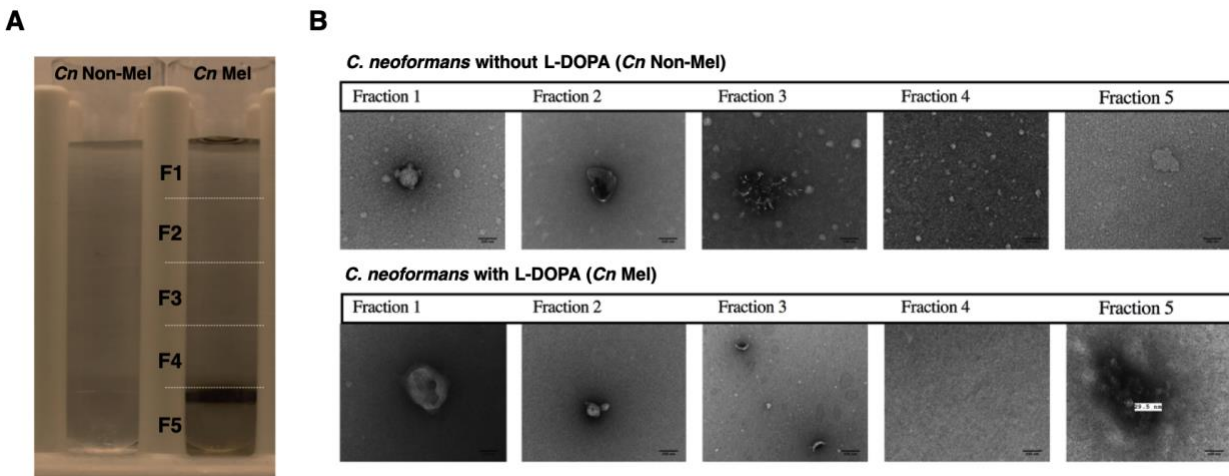 A
B
Cn Non-Mel
Cn Mel
F1
F2
F3
F4
F5
C. neoformans without L-DOPA (Cn Non-Mel)
Fraction 1
Fraction 2
Fraction 3
Fraction 4
Fraction 5
C. neoformans with L-DOPA (Cn Mel)
Fraction 1
Fraction 2
Fraction 3
Fraction 4
Fraction 5
29.5 nm